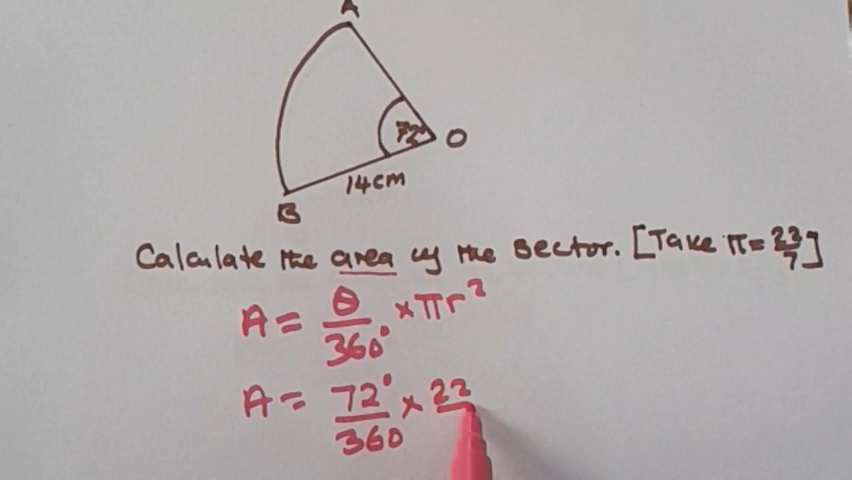 A
72°
O
14cm
B
Calculate the area of the sector. [Take π = 22/7]
A = θ/360° × πr²
A = 72°/360 × 22